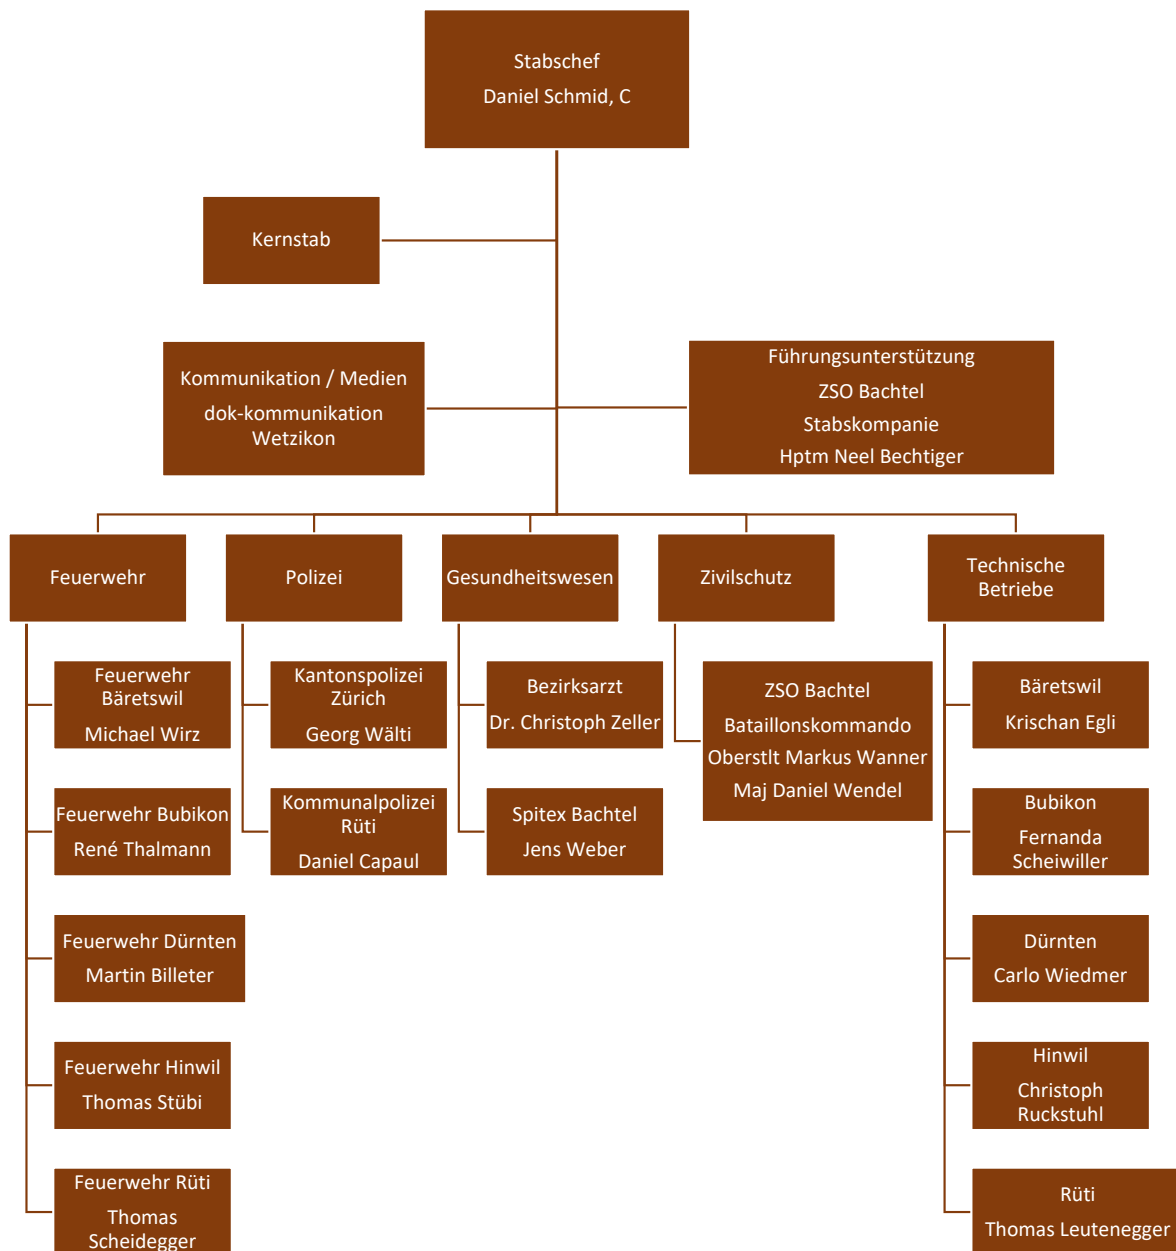 Stabschef
Daniel Schmid, C
Kernstab
Kommunikation / Medien
dok-kommunikation
Wetzikon
Führungsunterstützung
ZSO Bachtel
Stabskompanie
Hptm Neel Bechtiger
Feuerwehr
Polizei
Gesundheitswesen
Zivilschutz
Technische
Betriebe
Feuerwehr
Bäretswil
Michael Wirz
Feuerwehr Bubikon
René Thalmann
Feuerwehr Dürnten
Martin Billeter
Feuerwehr Hinwil
Thomas Stübi
Feuerwehr Rüti
Thomas
Scheidegger
Kantonspolizei
Zürich
Georg Wälti
Kommunalpolizei
Rüti
Daniel Capaul
Bezirksarzt
Dr. Christoph Zeller
Spitex Bachtel
Jens Weber
ZSO Bachtel
Bataillonskommando
Oberstlt Markus Wanner
Maj Daniel Wendel
Bäretswil
Krischan Egli
Bubikon
Fernanda
Scheiwiller
Dürnten
Carlo Wiedmer
Hinwil
Christoph
Ruckstuhl
Rüti
Thomas Leutenegger